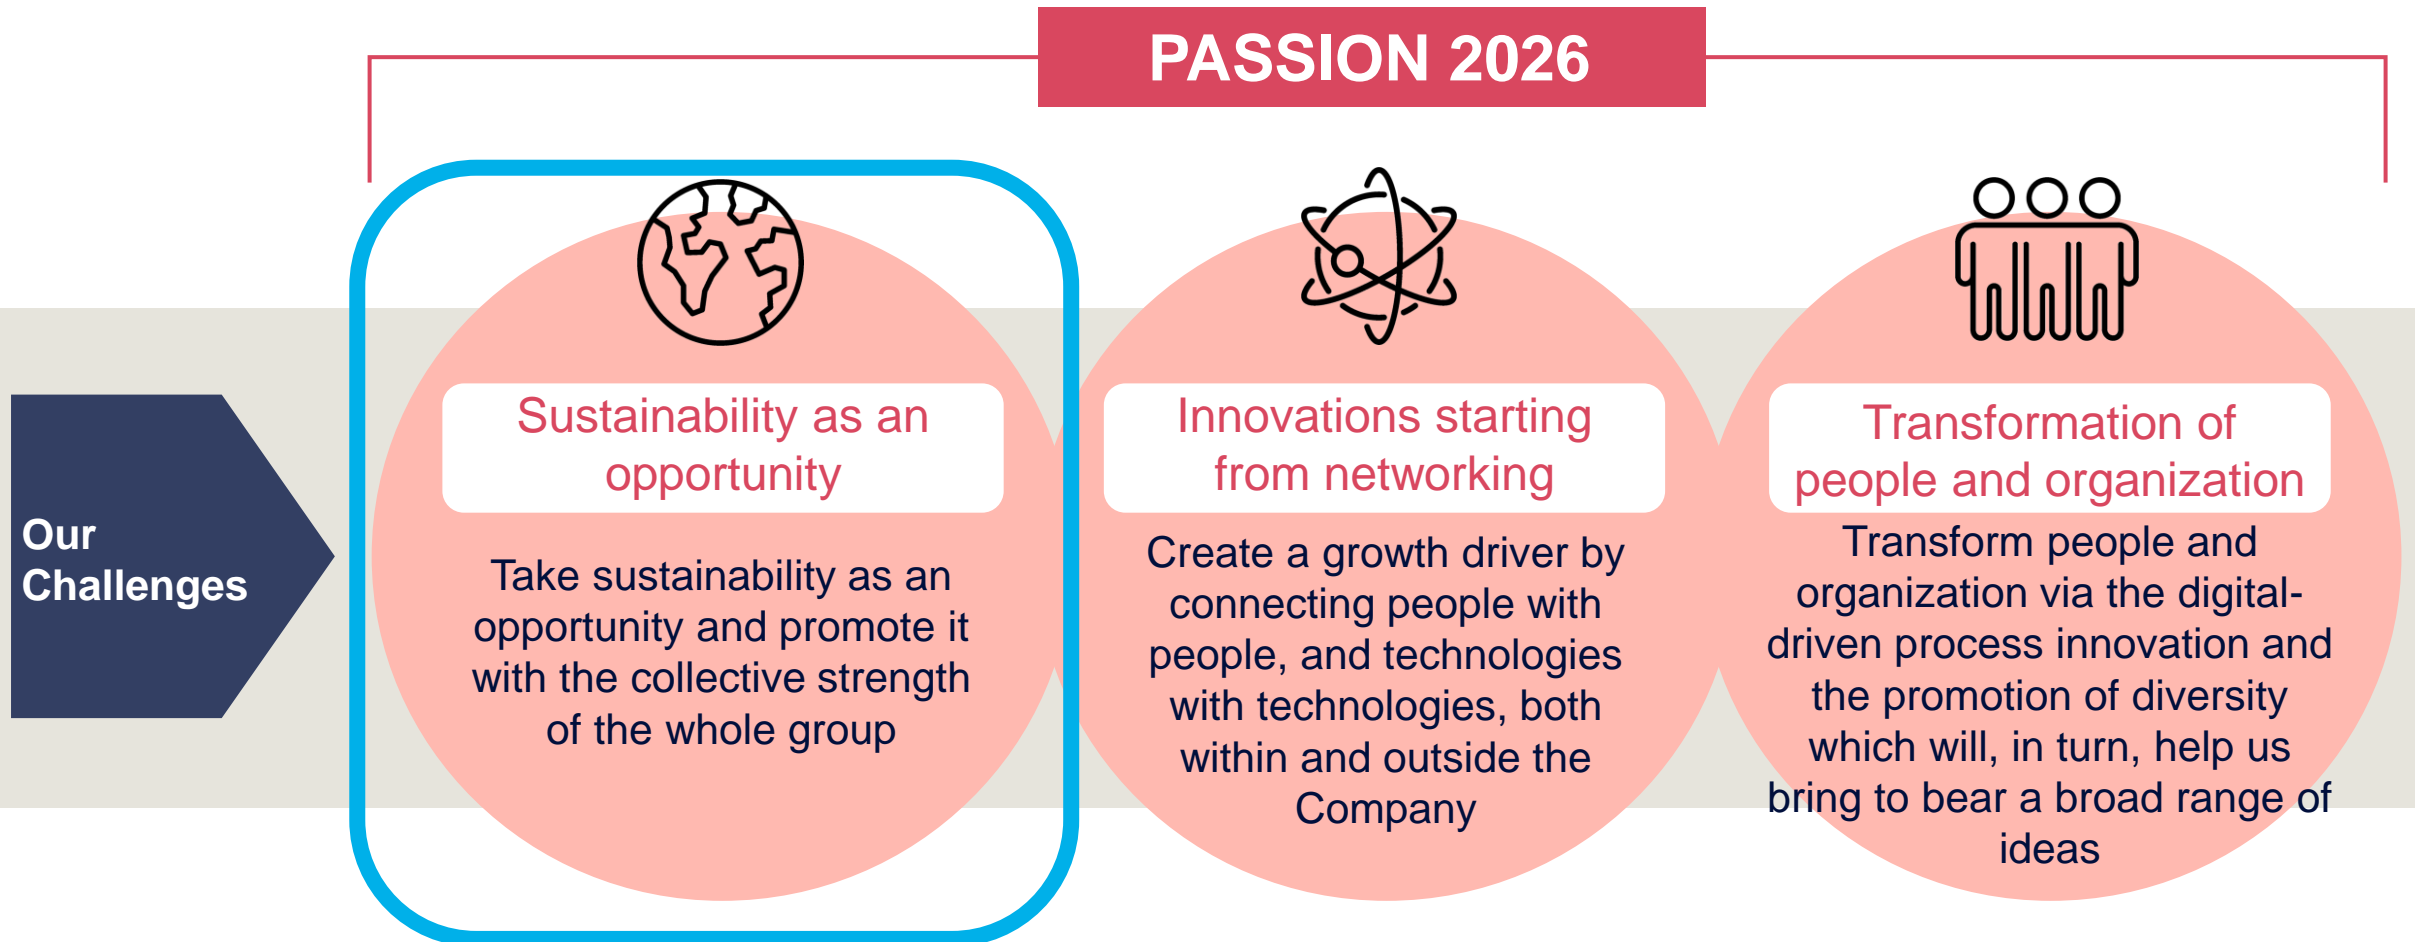 PASSION 2026
Our
Challenges
Sustainability as an
opportunity
Take sustainability as an
opportunity and promote it
with the collective strength
of the whole group
Innovations starting
from networking
Create a growth driver by
connecting people with
people, and technologies
with technologies, both
within and outside the
Company
Transformation of
people and organization
Transform people and
organization via the digital-
driven process innovation and
the promotion of diversity
which will, in turn, help us
bring to bear a broad range of
ideas